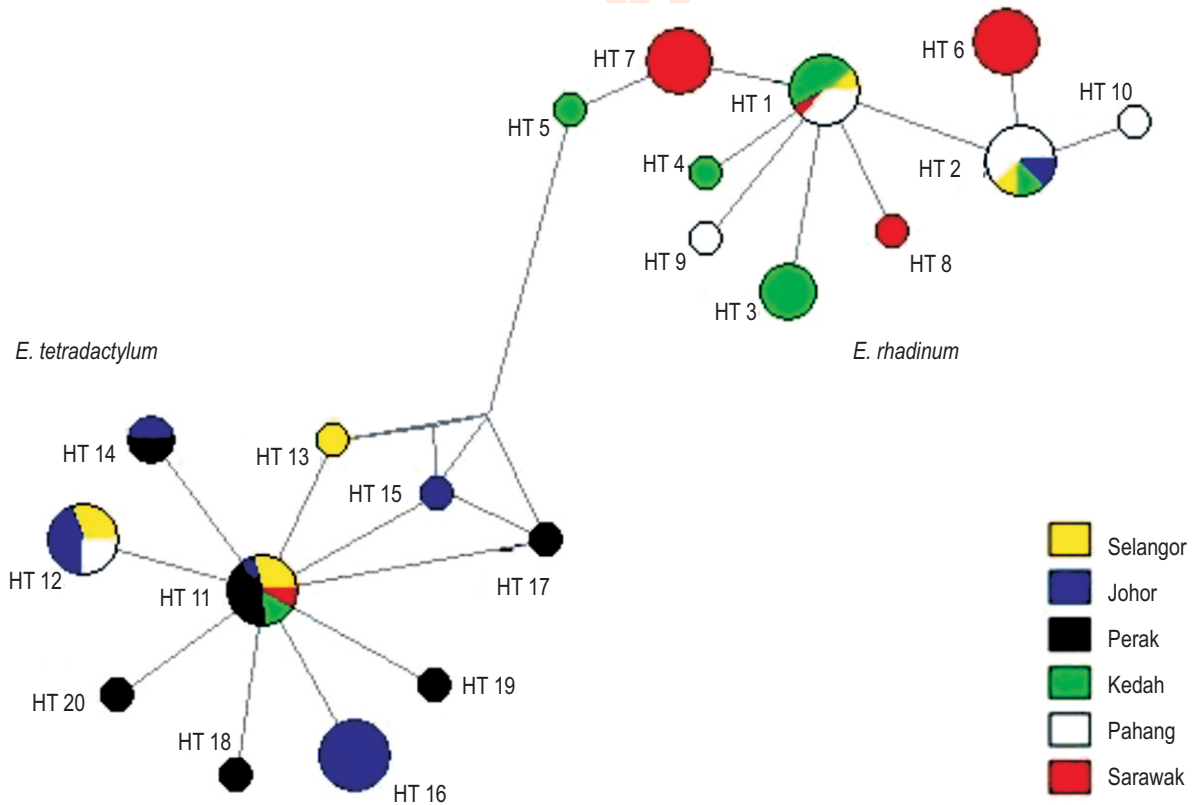 HT 7
HT 6
HT 1
HT 10
HT 5
HT 4
HT 2
HT 9
HT 8
HT 3
E. tetradactylum
E. rhadinum
HT 14
HT 13
HT 15
HT 12
HT 11
HT 17
HT 20
HT 19
HT 18
HT 16
Selangor
Johor
Perak
Kedah
Pahang
Sarawak